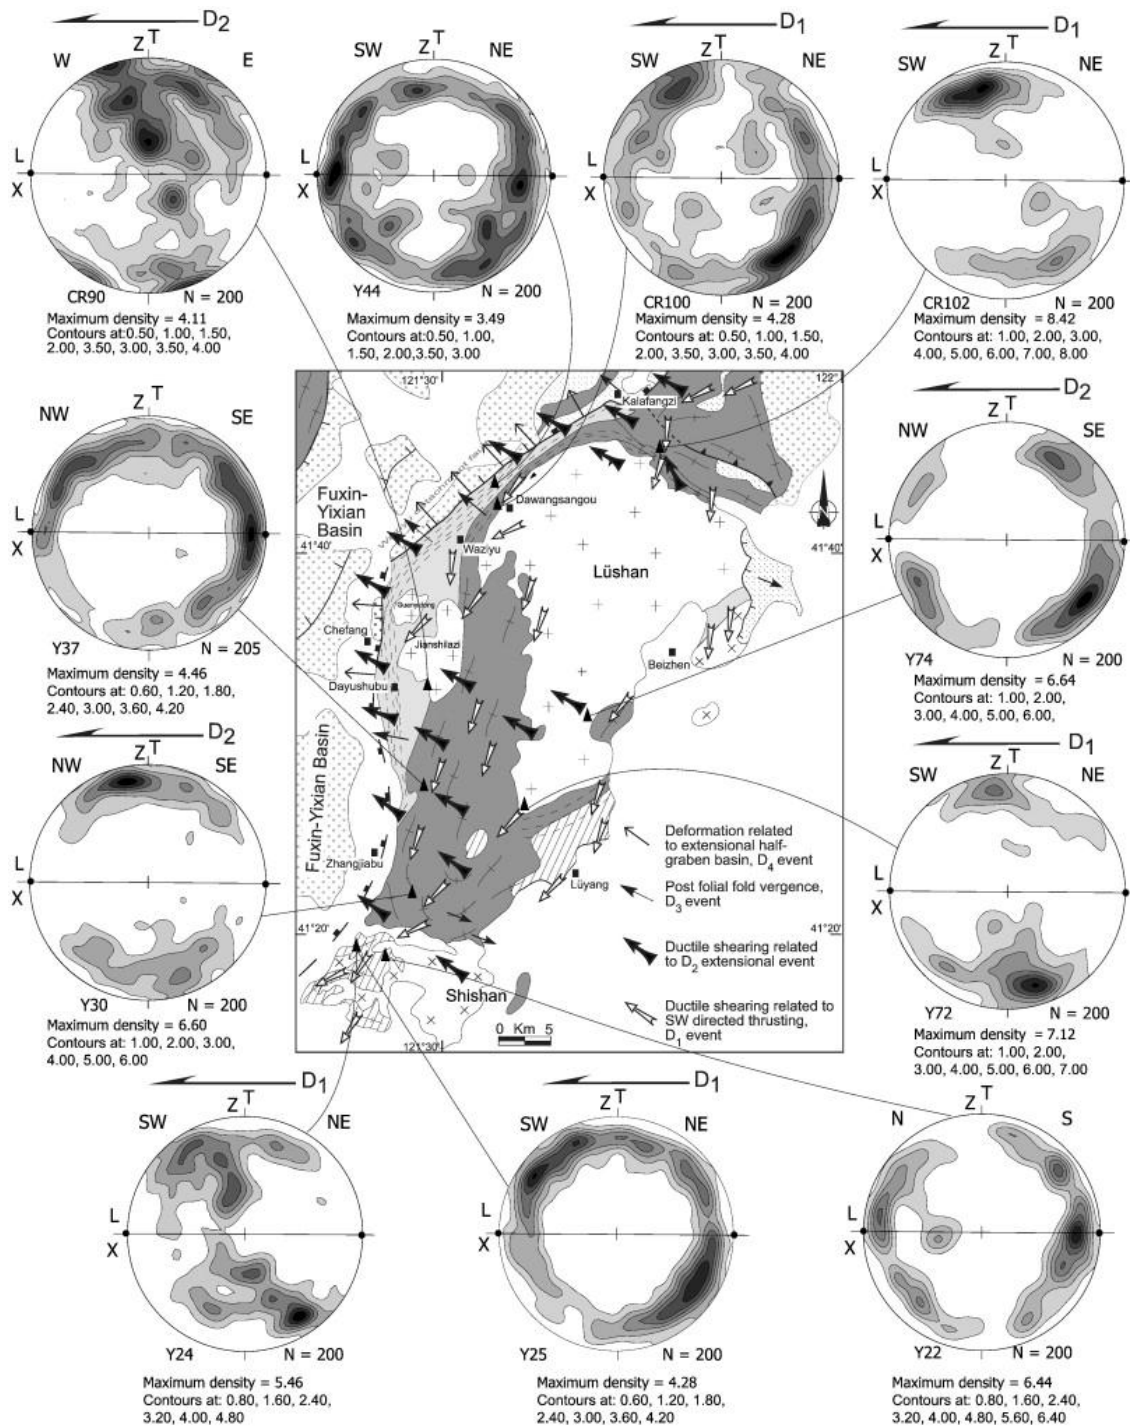 D2
W
Z T
E
L
X
CR90
N = 200
Maximum density = 4.11
Contours at:0.50, 1.00, 1.50,
2.00, 3.50, 3.00, 3.50, 4.00
SW
Z T
NE
Y44
N = 200
Maximum density = 3.49
Contours at:0.50, 1.00,
1.50, 2.00,3.50, 3.00
D1
SW
Z T
NE
L
X
CR100
N = 200
Maximum density = 4.28
Contours at: 0.50, 1.00, 1.50,
2.00, 3.50, 3.00, 3.50, 4.00
D1
SW
Z T
NE
L
X
CR102
N = 200
Maximum density = 8.42
Contours at: 1.00, 2.00, 3.00,
4.00, 5.00, 6.00, 7.00, 8.00
NW
Z T
SE
L
X
Y37
N = 205
Maximum density = 4.46
Contours at: 0.60, 1.20, 1.80,
2.40, 3.00, 3.60, 4.20
121°30'
122°
Kalafangzi
Fuxin-
Yixian
Basin
Dawangsangou
41°40'
41°40'
Waziyu
Lüshan
Chefang
Jianshilazi
Beizhen
Dayushubu
Fuxin-Yixian Basin
Zhangjiabu
Lüyang
41°20'
41°20'
Shishan
0 Km 5
121°30'
Deformation related
to extensional half-
graben basin, D4 event
Post folial fold vergence,
D3 event
Ductile shearing related
to D2 extensional event
Ductile shearing related to
SW directed thrusting,
D1 event
D2
NW
Z T
SE
L
X
Y74
N = 200
Maximum density = 6.64
Contours at: 1.00, 2.00,
3.00, 4.00, 5.00, 6.00,
D2
NW
Z T
SE
L
X
Y30
N = 200
Maximum density = 6.60
Contours at: 1.00, 2.00, 3.00,
4.00, 5.00, 6.00
D1
SW
Z T
NE
L
X
Y72
N = 200
Maximum density = 7.12
Contours at: 1.00, 2.00,
3.00, 4.00, 5.00, 6.00, 7.00
D1
SW
Z T
NE
L
X
Y24
N = 200
Maximum density = 5.46
Contours at: 0.80, 1.60, 2.40,
3.20, 4.00, 4.80
D1
SW
Z T
NE
L
X
Y25
N = 200
Maximum density = 4.28
Contours at: 0.60, 1.20, 1.80,
2.40, 3.00, 3.60, 4.20
N
Z T
S
L
X
Y22
N = 200
Maximum density = 6.44
Contours at: 0.80, 1.60, 2.40,
3.20, 4.00, 4.80, 5.60, 6.40